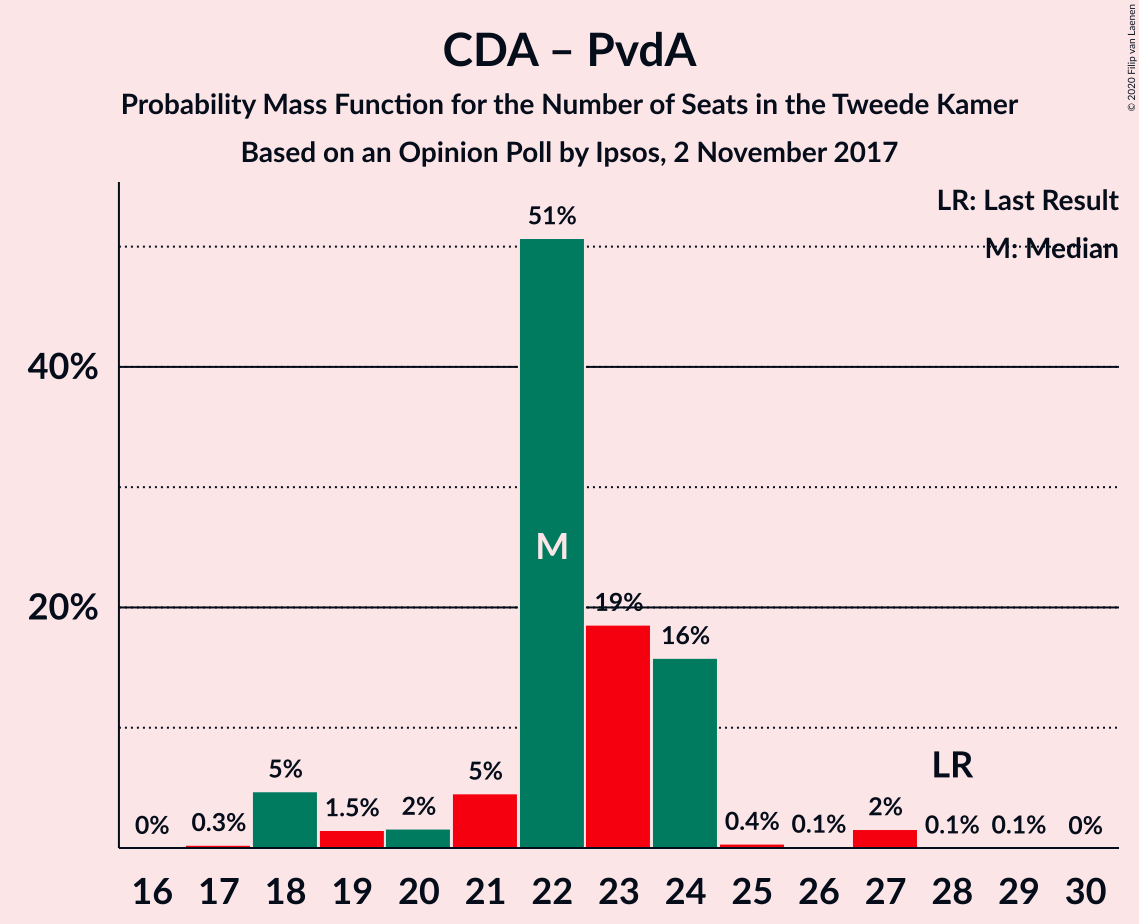 CDA – PvdA
Probability Mass Function for the Number of Seats in the Tweede Kamer
Based on an Opinion Poll by Ipsos, 2 November 2017
© 2020 Filip van Laenen
LR: Last Result
M: Median
40%
20%
0%
0.3%
5%
1.5%
2%
5%
51%
M
19%
16%
0.4%
0.1%
2%
LR
0.1%
0.1%
0%
16 17 18 19 20 21 22 23 24 25 26 27 28 29 30